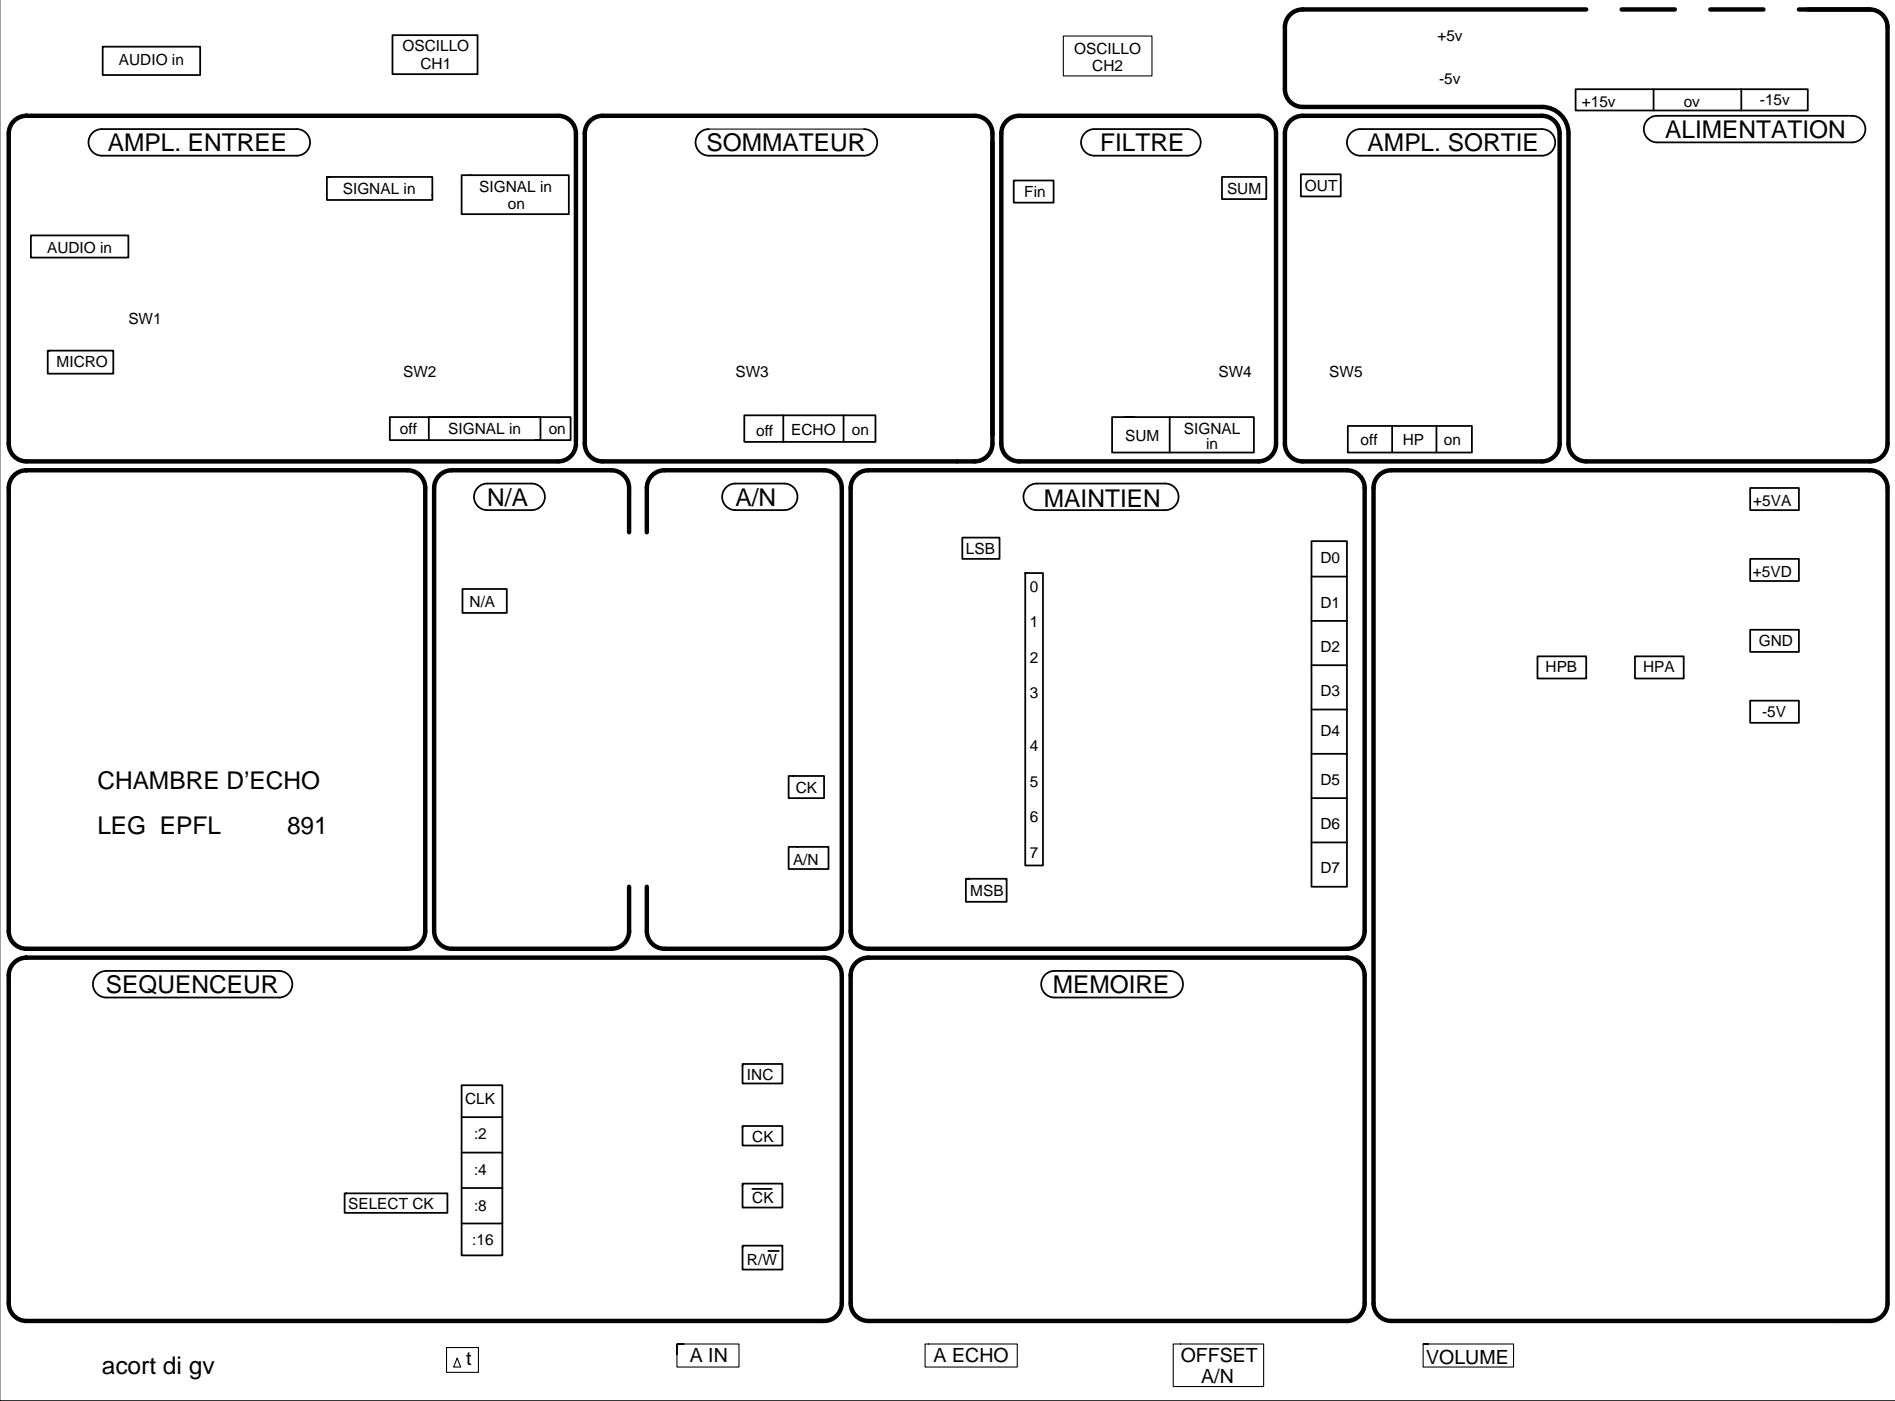 AUDIO in
OSCILLO
CH1
OSCILLO
CH2
+5v
-5v
+15v ov -15v
ALIMENTATION
AMPL. ENTREE
SIGNAL in
SIGNAL in
on
AUDIO in
SW1
MICRO
SW2
off SIGNAL in on
SOMMATEUR
SW3
off ECHO on
FILTRE
Fin
SUM
SW4
SUM SIGNAL
in
AMPL. SORTIE
OUT
SW5
off HP on
CHAMBRE D'ECHO
LEG EPFL 891
N/A
N/A
A/N
CK
A/N
MAINTIEN
LSB
0
1
2
3
4
5
6
7
MSB
D0
D1
D2
D3
D4
D5
D6
D7
+5VA
+5VD
GND
HPB HPA
-5V
SEQUENCEUR
CLK
:2
:4
SELECT CK :8
:16
INC
CK
C̅K̅
R/W̅
MEMOIRE
acort di gv
Δ t
A IN
A ECHO
OFFSET
A/N
VOLUME